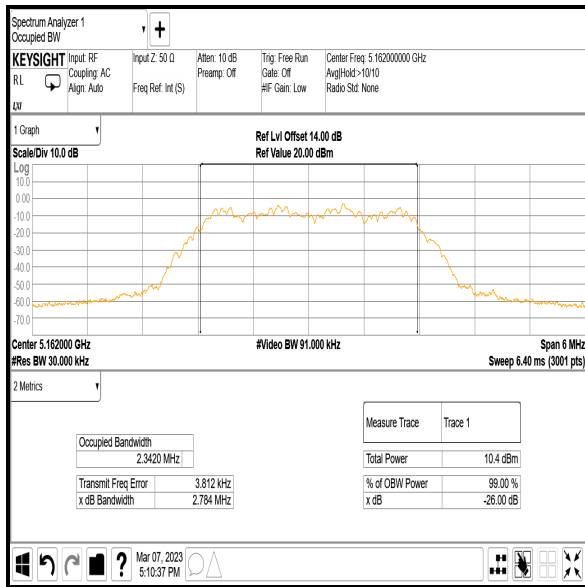 Spectrum Analyzer 1
Occupied BW
KEYSIGHT
RL
LXI
Input: RF
Coupling: AC
Align: Auto
Input Z: 50 Ω
Freq Ref: Int (S)
Atten: 10 dB
Preamp: Off
Trig: Free Run
Gate: Off
#IF Gain: Low
Center Freq: 5.162000000 GHz
Avg|Hold:>10/10
Radio Std: None
1 Graph
Scale/Div 10.0 dB
Ref Lvl Offset 14.00 dB
Ref Value 20.00 dBm
Log
10.0
0.00
-10.0
-20.0
-30.0
-40.0
-50.0
-60.0
-70.0
Center 5.162000 GHz
#Res BW 30.000 kHz
#Video BW 91.000 kHz
Span 6 MHz
Sweep 6.40 ms (3001 pts)
2 Metrics
Occupied Bandwidth
2.3420 MHz
Transmit Freq Error 3.812 kHz
x dB Bandwidth 2.784 MHz
Measure Trace Trace 1
Total Power 10.4 dBm
% of OBW Power 99.00 %
x dB -26.00 dB
?
Mar 07, 2023
5:10:37 PM